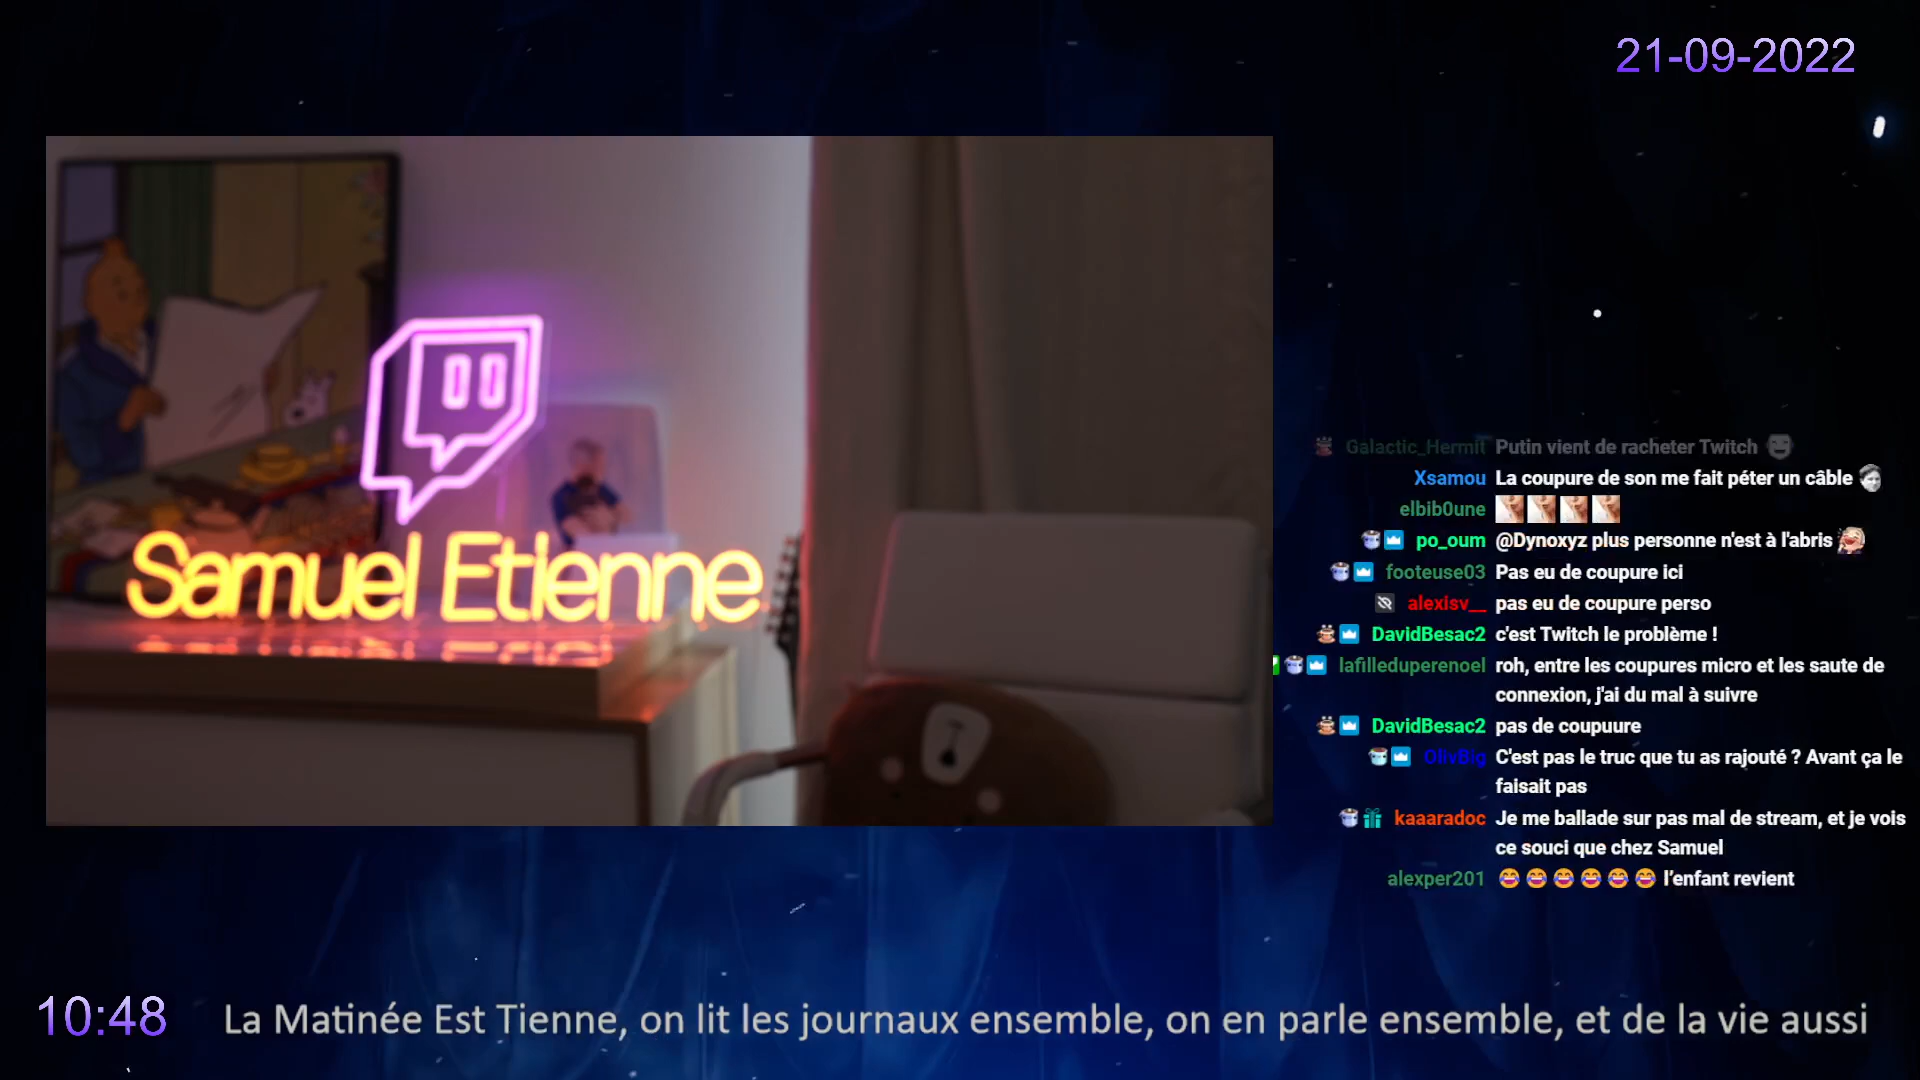 21-09-2022
Samuel Etienne
Galactic_Hermit Putin vient de racheter Twitch
Xsamou La coupure de son me fait péter un câble
elbib0une
po_oum @Dynoxyz plus personne n'est à l'abris
footeuse03 Pas eu de coupure ici
alexisv__ pas eu de coupure perso
DavidBesac2 c'est Twitch le problème !
lafilleduperenoel roh, entre les coupures micro et les saute de
connexion, j'ai du mal à suivre
DavidBesac2 pas de coupuure
OlivBig C'est pas le truc que tu as rajouté ? Avant ça le
faisait pas
kaaaradoc Je me ballade sur pas mal de stream, et je vois
ce souci que chez Samuel
alexper201 😂😂😂😂😂😂 l'enfant revient
10:48 La Matinée Est Tienne, on lit les journaux ensemble, on en parle ensemble, et de la vie aussi